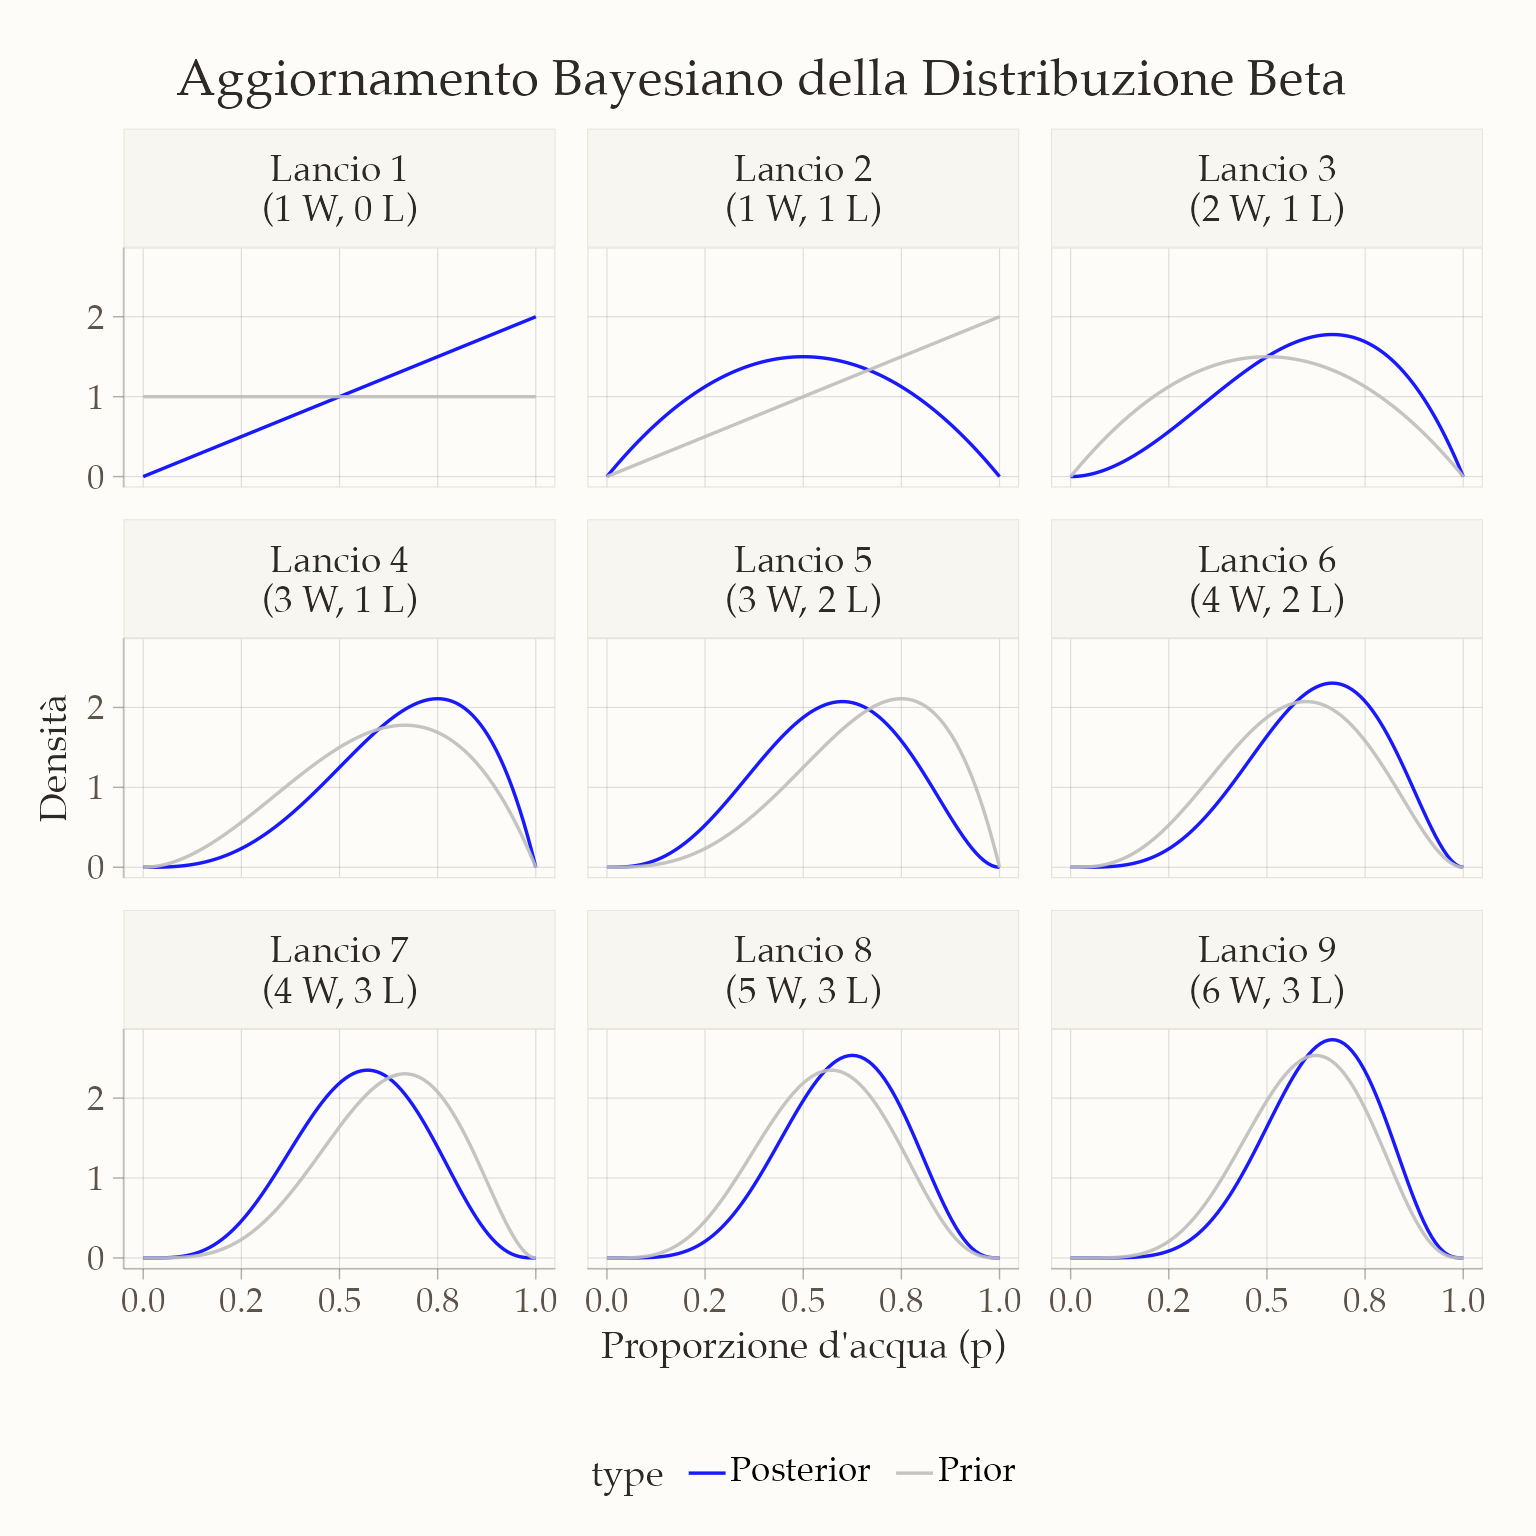 Aggiornamento Bayesiano della Distribuzione Beta
Lancio 1
(1 W, 0 L)
Lancio 2
(1 W, 1 L)
Lancio 3
(2 W, 1 L)
2
1
0
Lancio 4
(3 W, 1 L)
Lancio 5
(3 W, 2 L)
Lancio 6
(4 W, 2 L)
Densità
2
1
0
Lancio 7
(4 W, 3 L)
Lancio 8
(5 W, 3 L)
Lancio 9
(6 W, 3 L)
2
1
0
0.0 0.2 0.5 0.8 1.0
0.0 0.2 0.5 0.8 1.0
0.0 0.2 0.5 0.8 1.0
Proporzione d'acqua (p)
type Posterior Prior